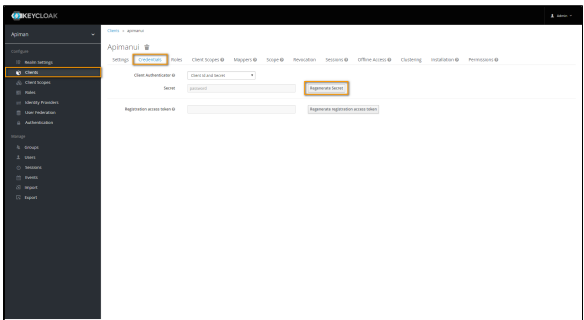 KEYCLOAK
Admin
Apiman
Clients > apimanui
Apimanui
Settings Credentials Roles Client Scopes Mappers Scope Revocation Sessions Offline Access Clustering Installation Permissions
Configure
Realm Settings
Clients
Client Scopes
Roles
Identity Providers
User Federation
Authentication
Manage
Groups
Users
Sessions
Events
Import
Export
Client Authenticator Client Id and Secret
Secret password Regenerate Secret
Registration access token Regenerate registration access token